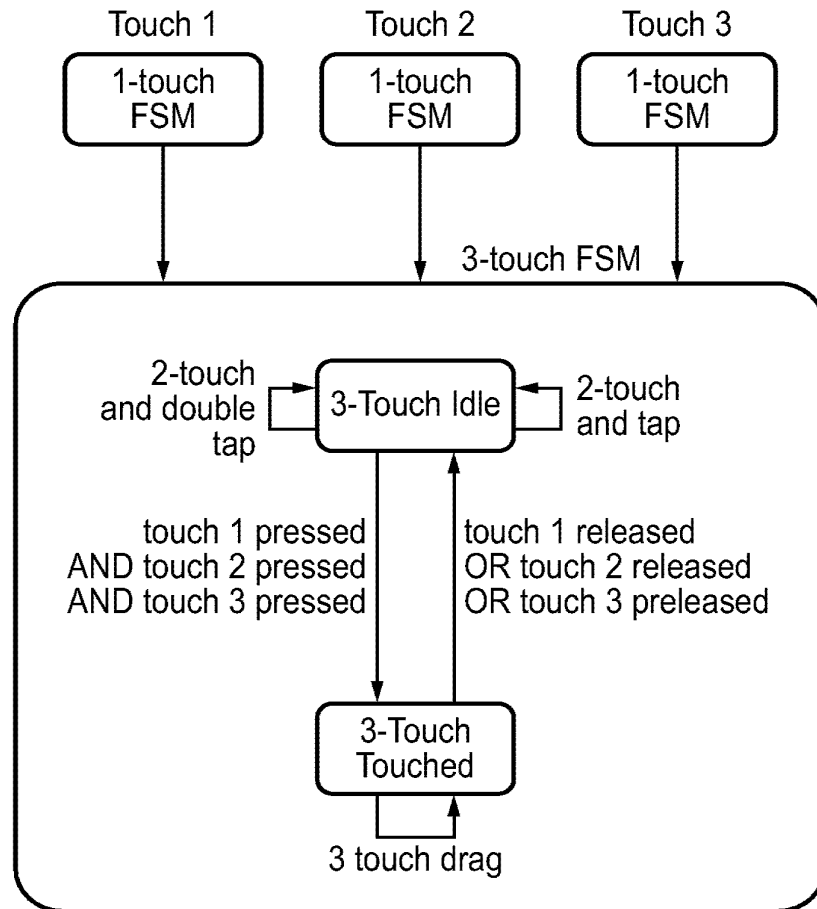 Touch 1
Touch 2
Touch 3
1-touch
FSM
1-touch
FSM
1-touch
FSM
3-touch FSM
2-touch
and double
tap
3-Touch Idle
2-touch
and tap
touch 1 pressed
AND touch 2 pressed
AND touch 3 pressed
touch 1 released
OR touch 2 released
OR touch 3 preleased
3-Touch
Touched
3 touch drag